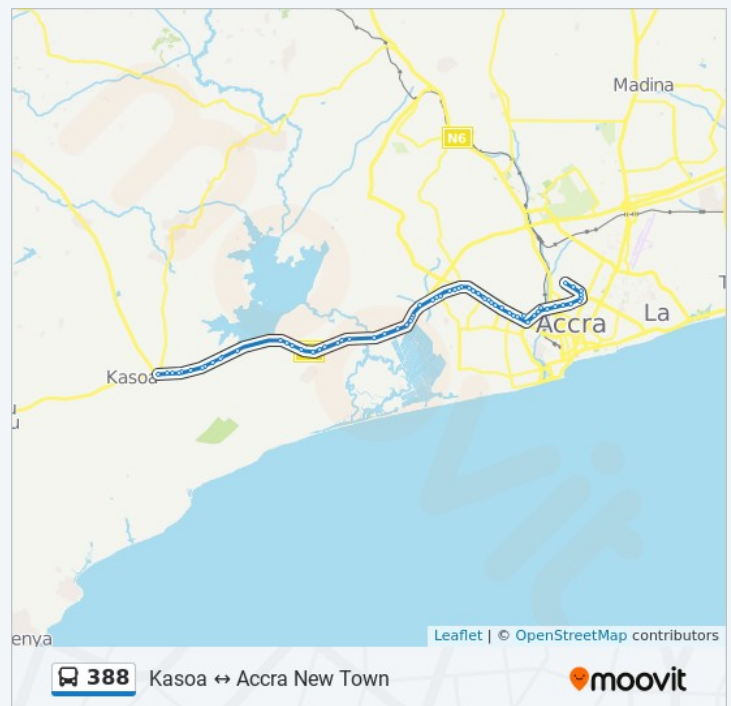 Madina
N6
La
T
Accra
Kasoa
u
u
enya
Leaflet | © OpenStreetMap contributors
388 Kasoa ↔ Accra New Town
moovit